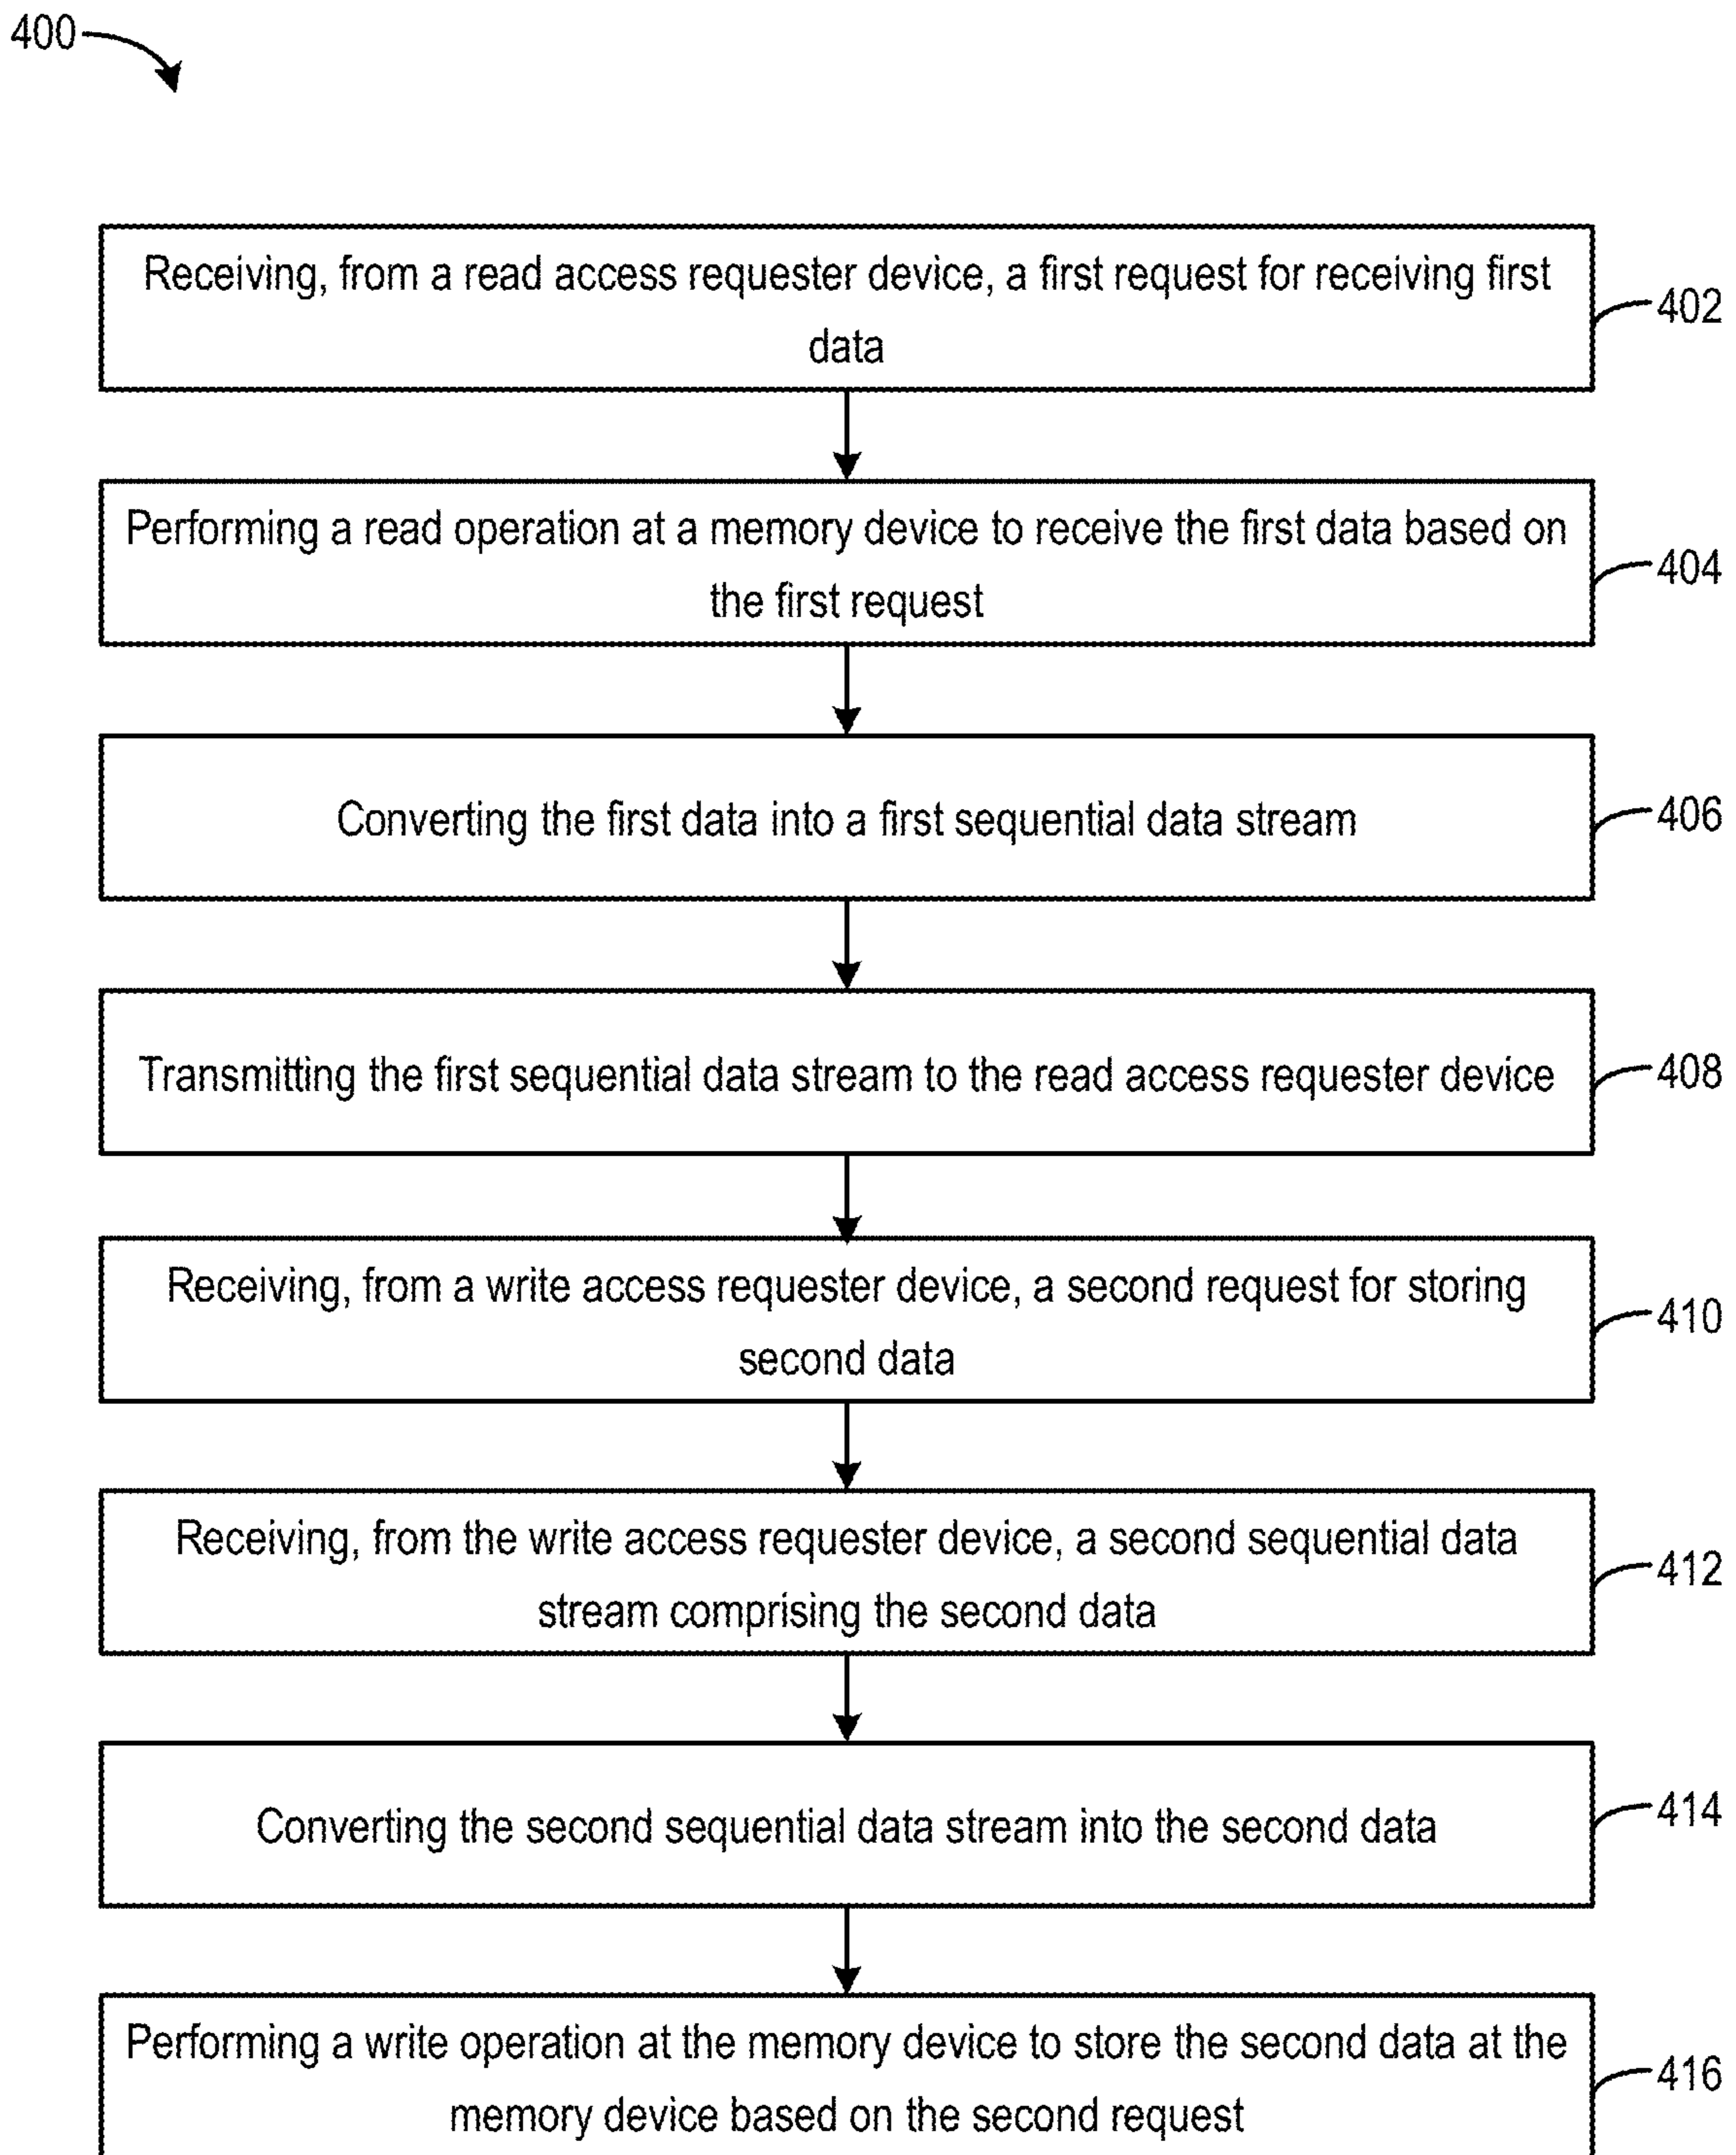 400
Receiving, from a read access requester device, a first request for receiving first
data
402
Performing a read operation at a memory device to receive the first data based on
the first request
404
Converting the first data into a first sequential data stream
406
Transmitting the first sequential data stream to the read access requester device
408
Receiving, from a write access requester device, a second request for storing
second data
410
Receiving, from the write access requester device, a second sequential data
stream comprising the second data
412
Converting the second sequential data stream into the second data
414
Performing a write operation at the memory device to store the second data at the
memory device based on the second request
416